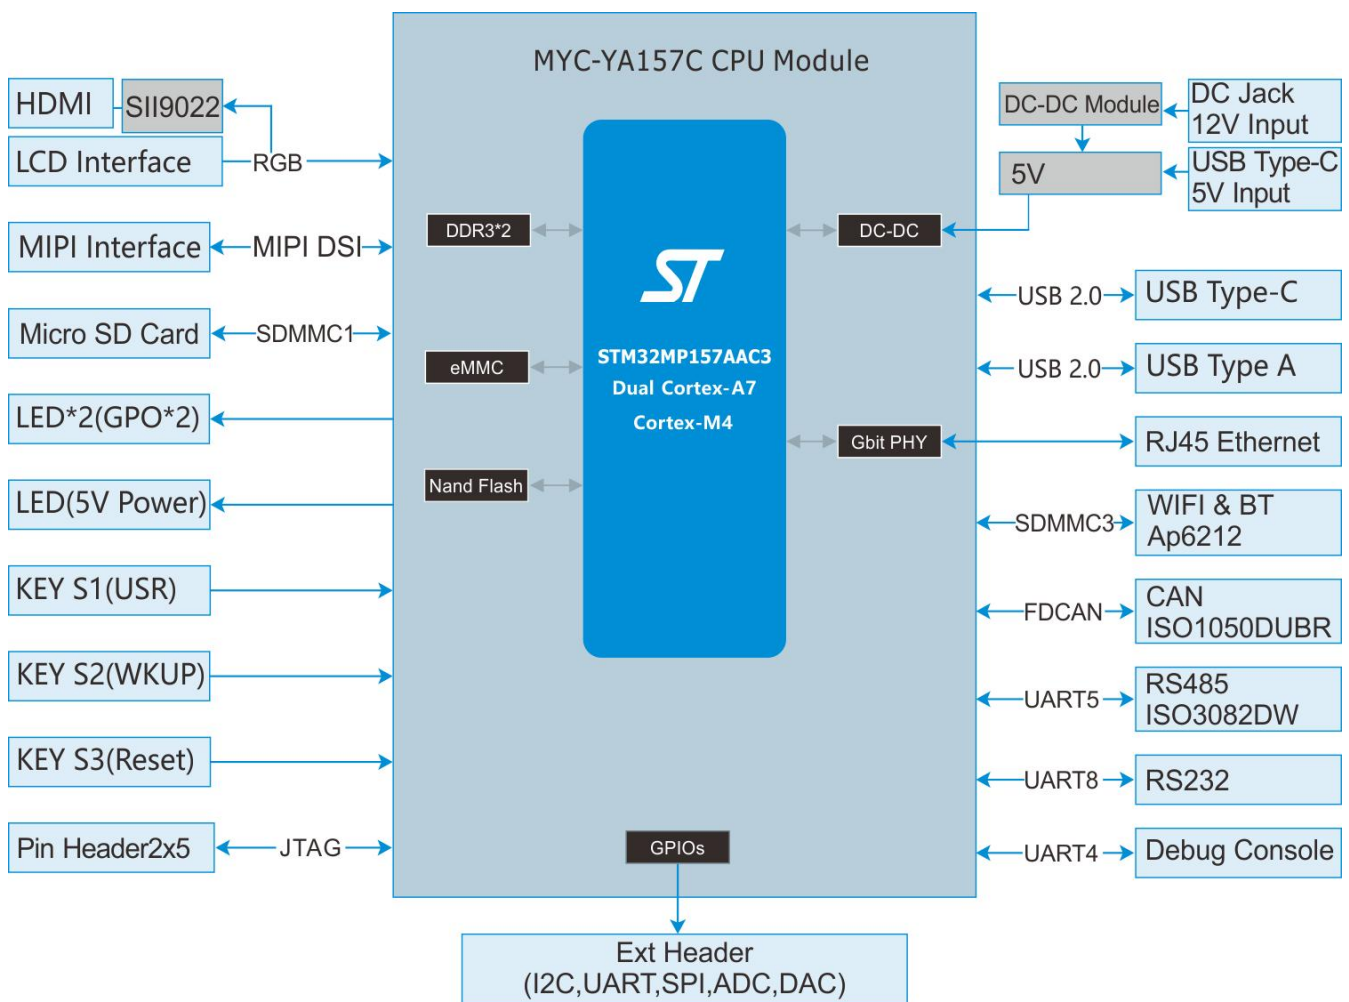 MYC-YA157C CPU Module
HDMI
SII9022
LCD Interface
RGB
MIPI Interface
MIPI DSI
Micro SD Card
SDMMC1
LED*2(GPO*2)
LED(5V Power)
KEY S1(USR)
KEY S2(WKUP)
KEY S3(Reset)
Pin Header2x5
JTAG
DDR3*2
eMMC
Nand Flash
ST
STM32MP157AAC3
Dual Cortex-A7
Cortex-M4
DC-DC
Gbit PHY
GPIOs
Ext Header
(I2C,UART,SPI,ADC,DAC)
DC-DC Module
DC Jack
12V Input
5V
USB Type-C
5V Input
USB 2.0
USB Type-C
USB 2.0
USB Type A
RJ45 Ethernet
SDMMC3
WIFI & BT
Ap6212
FDCAN
CAN
ISO1050DUBR
UART5
RS485
ISO3082DW
UART8
RS232
UART4
Debug Console